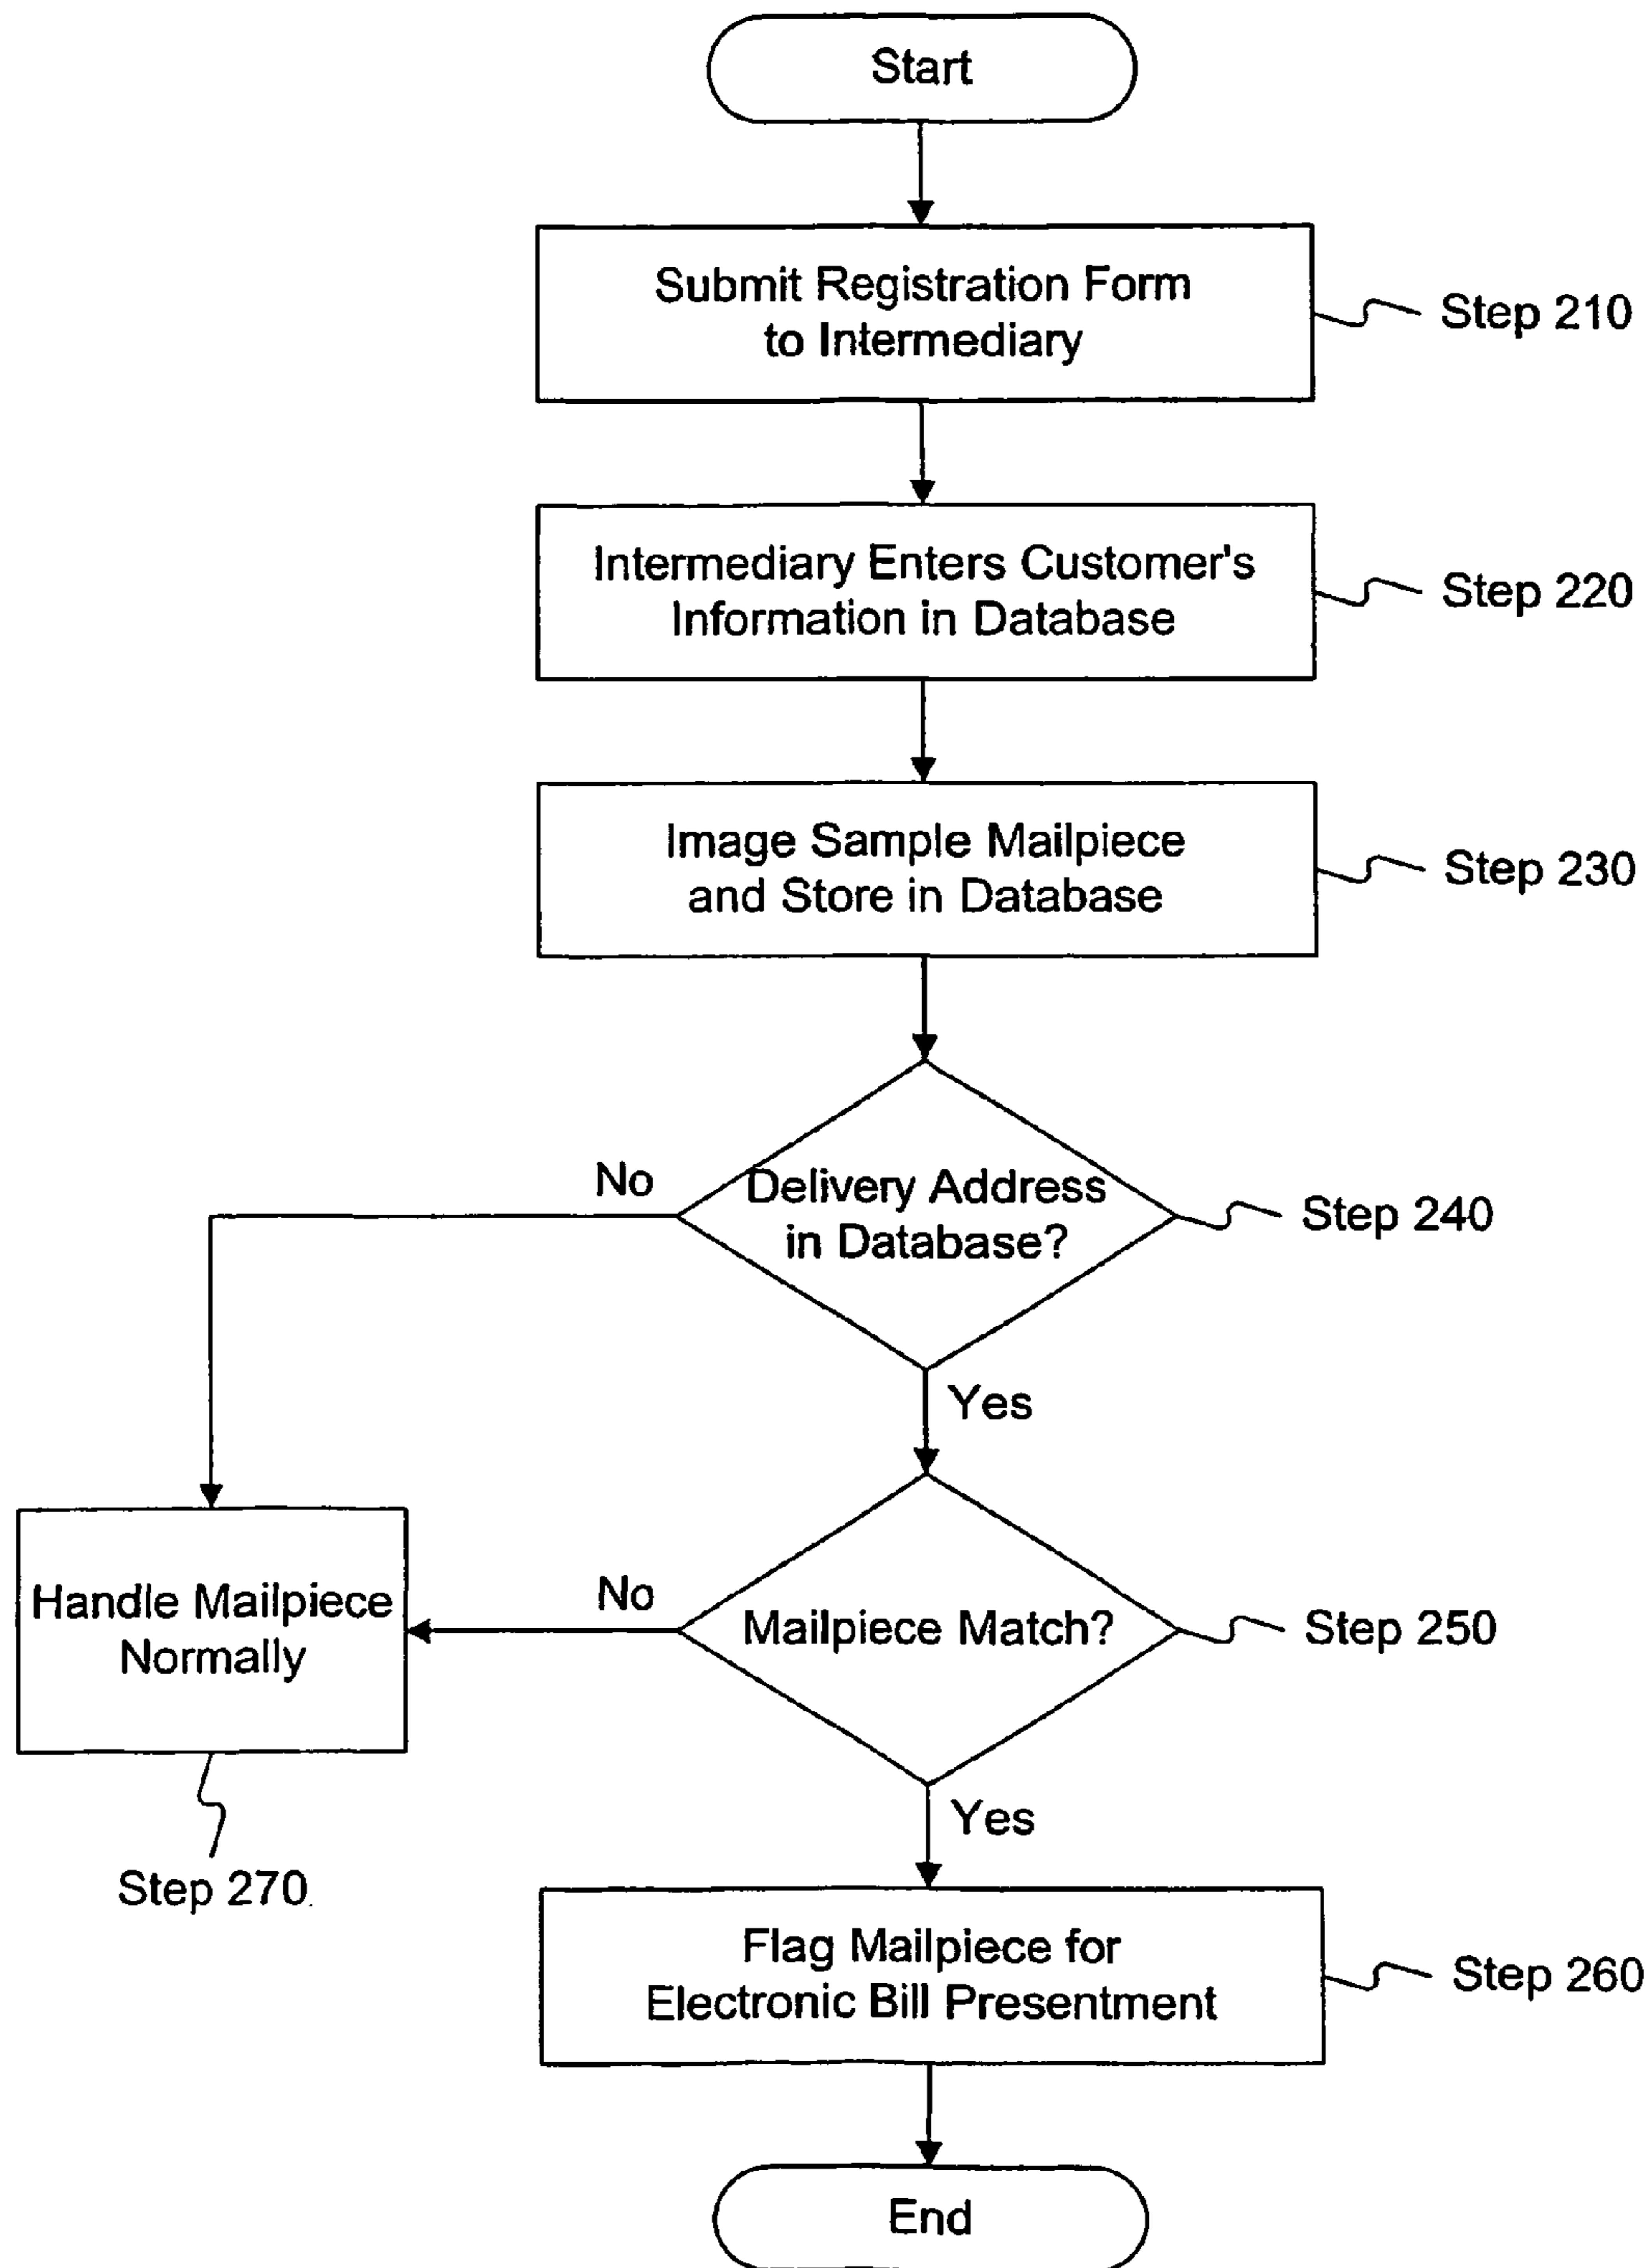 Start
Submit Registration Form
to Intermediary
Step 210
Intermediary Enters Customer's
Information in Database
Step 220
Image Sample Mailpiece
and Store in Database
Step 230
No
Delivery Address
in Database?
Step 240
Yes
Handle Mailpiece
Normally
No
Mailpiece Match?
Step 250
Yes
Step 270
Flag Mailpiece for
Electronic Bill Presentment
Step 260
End